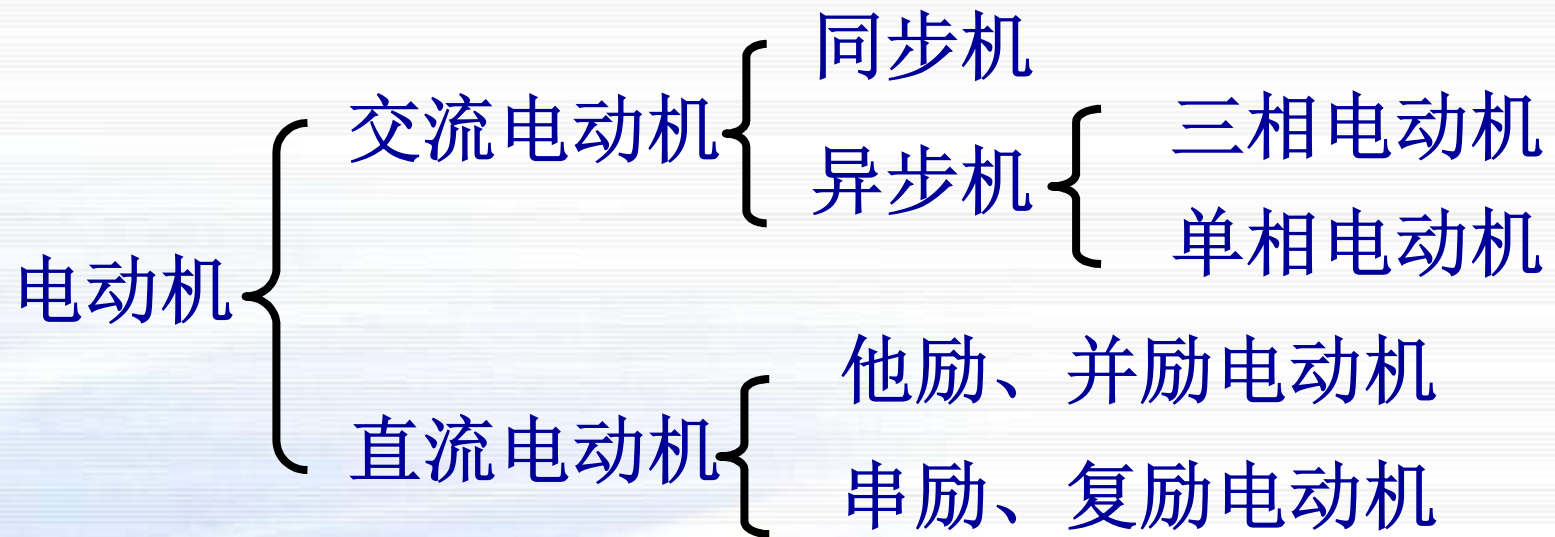 同步机
交流电动机
三相电动机
异步机
单相电动机
电动机
他励、并励电动机
直流电动机
串励、复励电动机